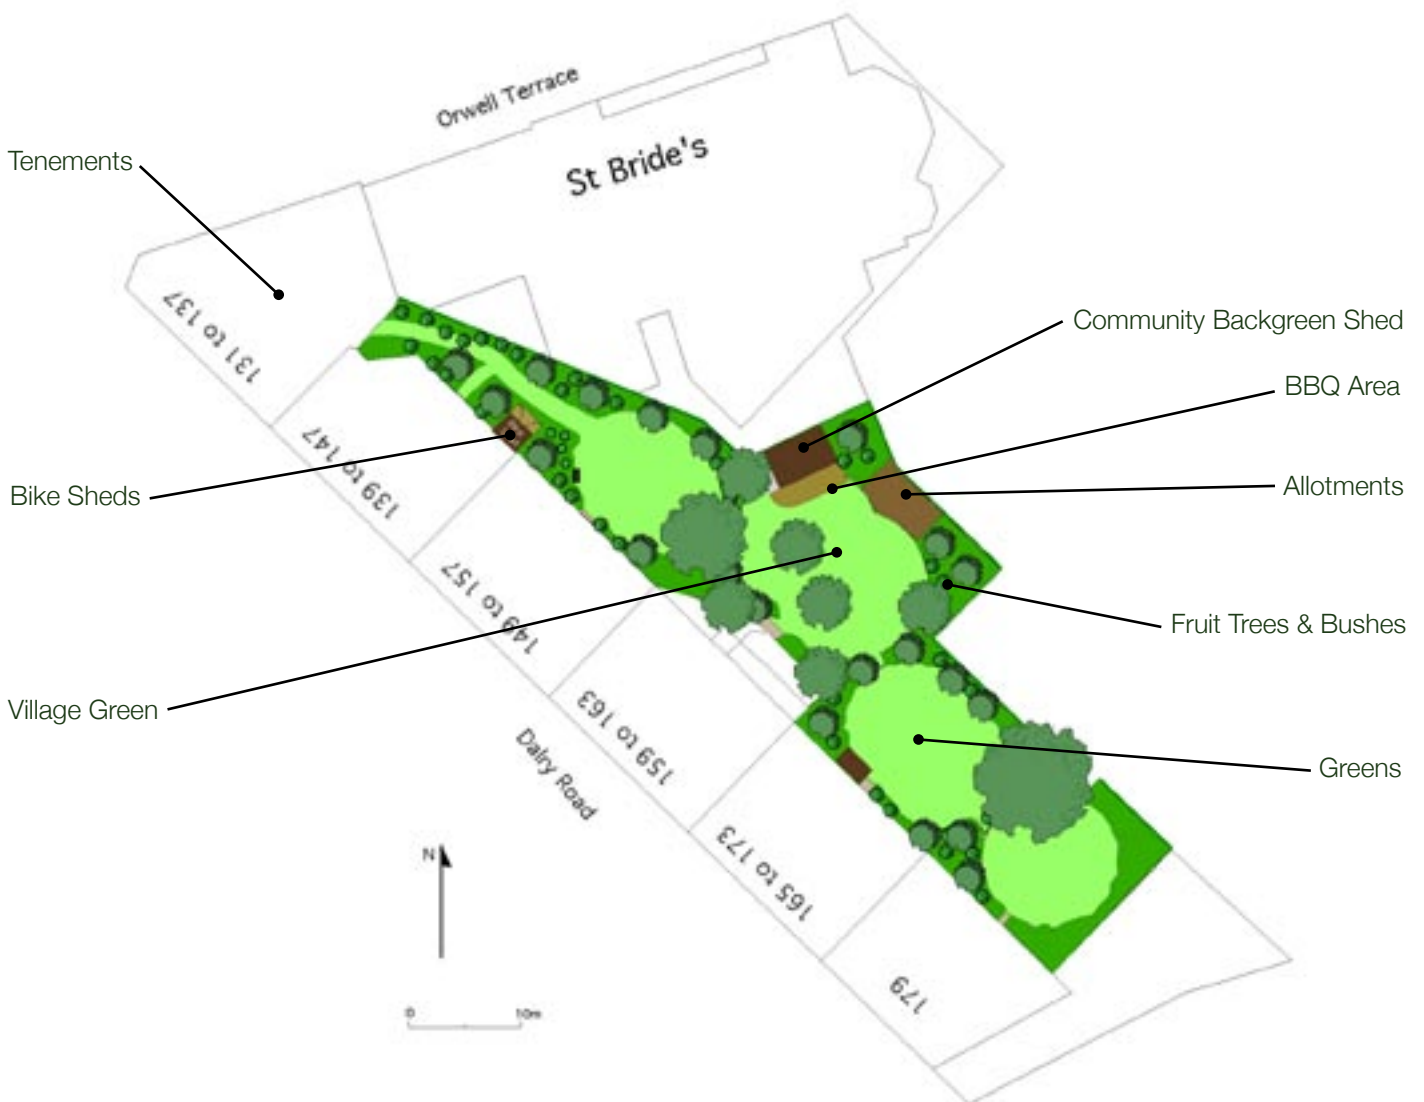 Orwell Terrace
St Bride's
Tenements
131 to 137
Community Backgreen Shed
BBQ Area
139 to 147
Bike Sheds
Allotments
149 to 157
Fruit Trees & Bushes
Village Green
159 to 163
Dalry Road
Greens
165 to 173
N
179
0 10m